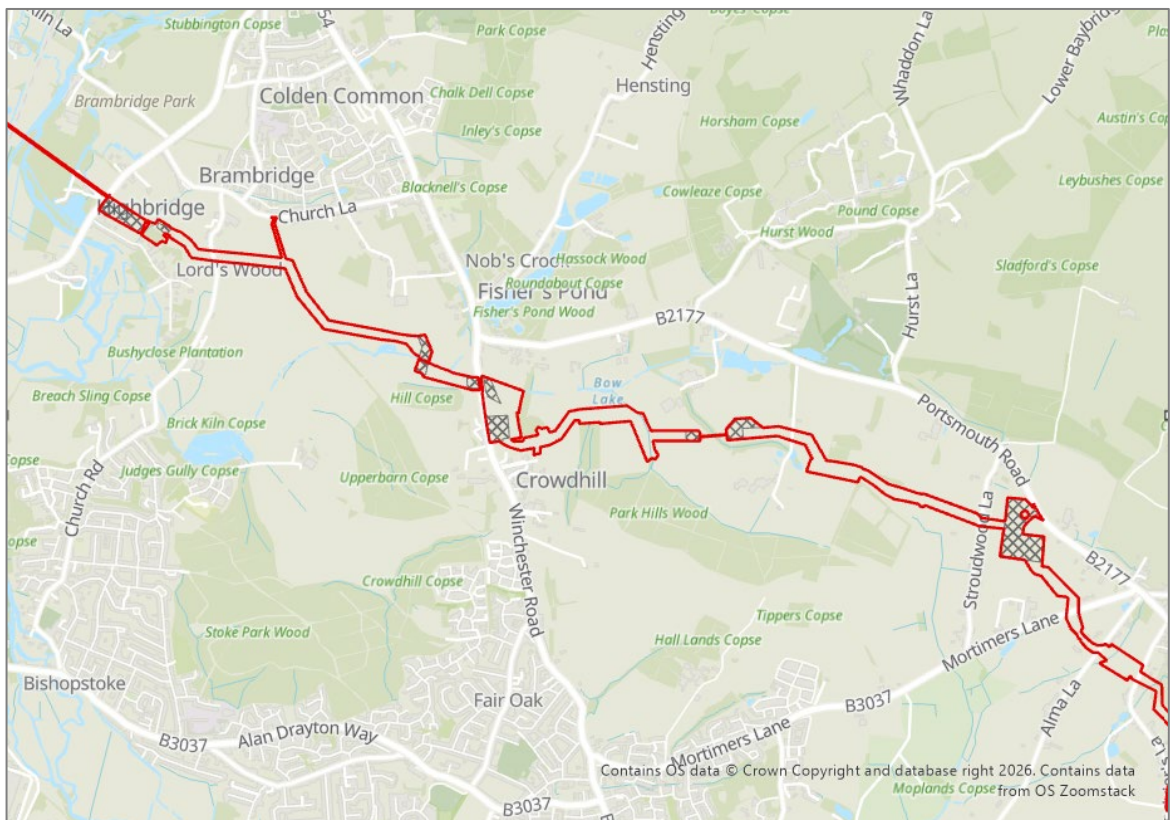 Stubbington Copse
Park Copse
Hensting
Whaddon La
Lower Baybridge
Brambridge Park
Colden Common
Chalk Dell Copse
Hensting
Horsham Copse
Inley's Copse
Brambridge
Blacknell's Copse
Cowleaze Copse
Leybushes Copse
Church La
Pound Copse
Hurst Wood
Lord's Wood
Nob's Crook
Hassock Wood
Roundabout Copse
Fisher's Pond
Fisher's Pond Wood
Sladford's Copse
Hurst La
B2177
Bushyclose Plantation
Bow
Lake
Breach Sling Copse
Hill Copse
Brick Kiln Copse
Portsmouth Road
Judges Gully Copse
Upperbarn Copse
Crowdhill
Church Rd
Park Hills Wood
Winchester Road
Stroudwood La
B2177
Crowdhill Copse
Tippers Copse
Stoke Park Wood
Hall Lands Copse
Mortimers Lane
Bishopstoke
Fair Oak
B3037
Alma La
B3037
Alan Drayton Way
Mortimers Lane
Contains OS data © Crown Copyright and database right 2026. Contains data
from OS Zoomstack
Moplands Copse
B3037